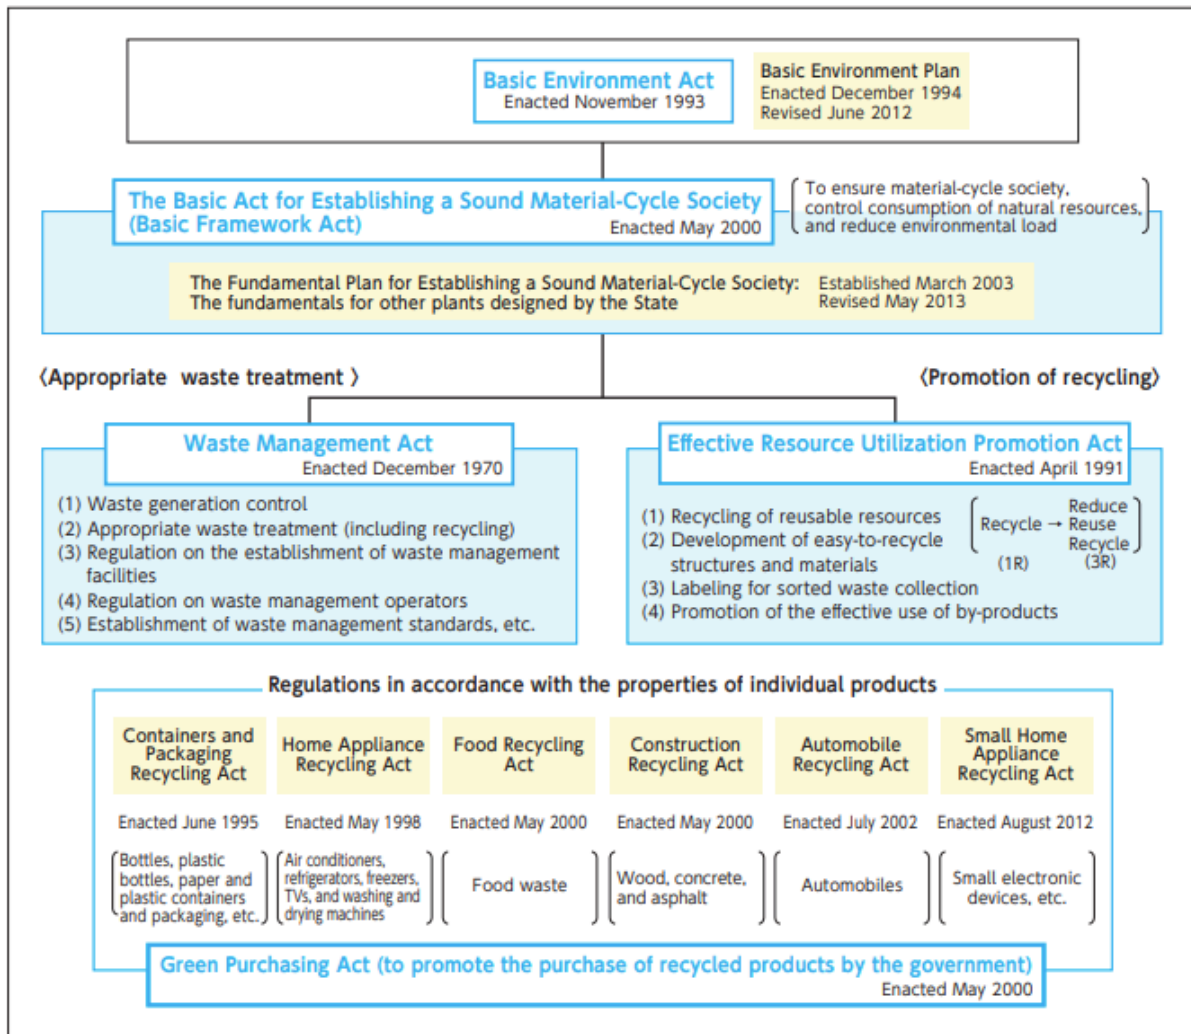 Basic Environment Act
Enacted November 1993
Basic Environment Plan
Enacted December 1994
Revised June 2012
The Basic Act for Establishing a Sound Material-Cycle Society
(Basic Framework Act)
Enacted May 2000
To ensure material-cycle society,
control consumption of natural resources,
and reduce environmental load
The Fundamental Plan for Establishing a Sound Material-Cycle Society:
Established March 2003
The fundamentals for other plants designed by the State
Revised May 2013
〈Appropriate waste treatment 〉
〈Promotion of recycling〉
Waste Management Act
Enacted December 1970
(1) Waste generation control
(2) Appropriate waste treatment (including recycling)
(3) Regulation on the establishment of waste management
facilities
(4) Regulation on waste management operators
(5) Establishment of waste management standards, etc.
Effective Resource Utilization Promotion Act
Enacted April 1991
(1) Recycling of reusable resources
(2) Development of easy-to-recycle
structures and materials
(3) Labeling for sorted waste collection
(4) Promotion of the effective use of by-products
Recycle →
(1R)
Reduce
Reuse
Recycle
(3R)
Regulations in accordance with the properties of individual products
Containers and
Packaging
Recycling Act
Enacted June 1995
Bottles, plastic
bottles, paper and
plastic containers
and packaging, etc.
Home Appliance
Recycling Act
Enacted May 1998
Air conditioners,
refrigerators, freezers,
TVs, and washing and
drying machines
Food Recycling
Act
Enacted May 2000
Food waste
Construction
Recycling Act
Enacted May 2000
Wood, concrete,
and asphalt
Automobile
Recycling Act
Enacted July 2002
Automobiles
Small Home
Appliance
Recycling Act
Enacted August 2012
Small electronic
devices, etc.
Green Purchasing Act (to promote the purchase of recycled products by the government)
Enacted May 2000